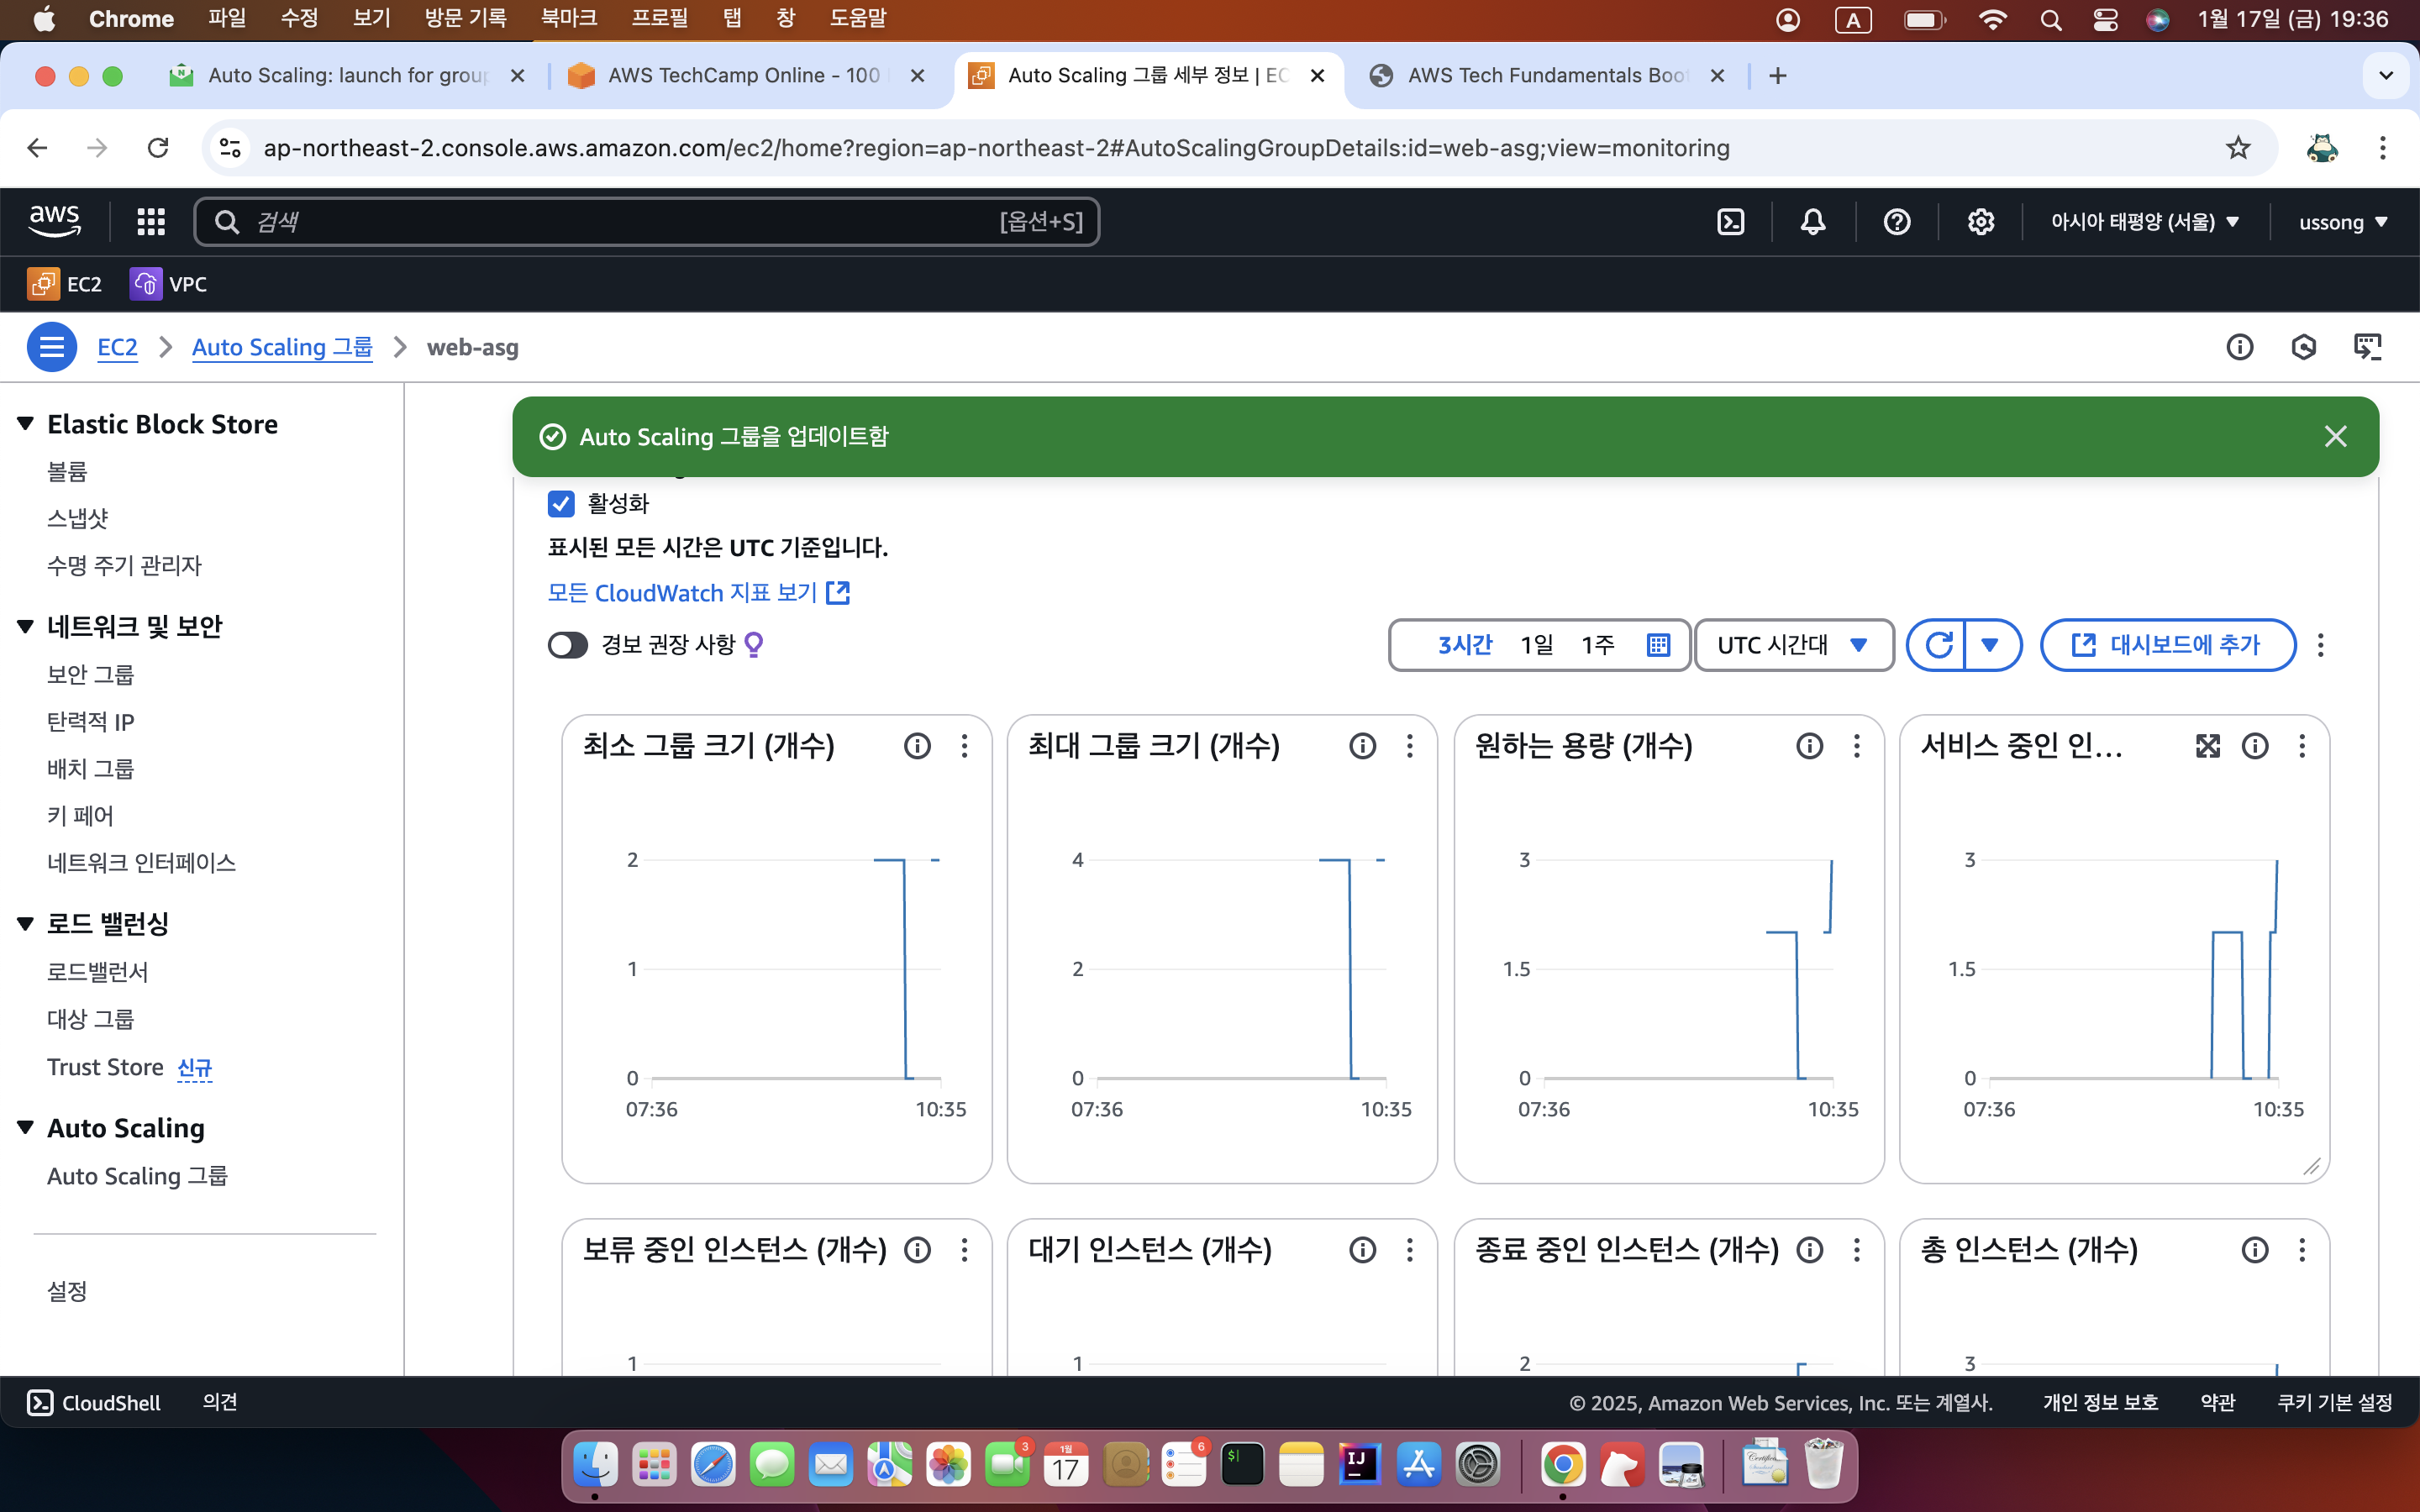 Chrome 파일 수정 보기 방문 기록 북마크 프로필 탭 창 도움말 A 1월 17일 (금) 19:36
Auto Scaling: launch for group AWS TechCamp Online - 100 Auto Scaling 그룹 세부 정보 | EC AWS Tech Fundamentals Boo
ap-northeast-2.console.aws.amazon.com/ec2/home?region=ap-northeast-2#AutoScalingGroupDetails:id=web-asg;view=monitoring
aws 검색 [옵션+S] 아시아 태평양 (서울) ussong
EC2 VPC
EC2 Auto Scaling 그룹 web-asg
Elastic Block Store
볼륨
스냅샷
수명 주기 관리자
네트워크 및 보안
보안 그룹
탄력적 IP
배치 그룹
키 페어
네트워크 인터페이스
로드 밸런싱
로드밸런서
대상 그룹
Trust Store 신규
Auto Scaling
Auto Scaling 그룹
설정
Auto Scaling 그룹을 업데이트함
활성화
표시된 모든 시간은 UTC 기준입니다.
모든 CloudWatch 지표 보기
경보 권장 사항
3시간 1일 1주 UTC 시간대 대시보드에 추가
최소 그룹 크기 (개수)
2
1
0
07:36 10:35
최대 그룹 크기 (개수)
4
2
0
07:36 10:35
원하는 용량 (개수)
3
1.5
0
07:36 10:35
서비스 중인 인...
3
1.5
0
07:36 10:35
보류 중인 인스턴스 (개수)
1
대기 인스턴스 (개수)
1
종료 중인 인스턴스 (개수)
2
총 인스턴스 (개수)
3
CloudShell 의견 © 2025, Amazon Web Services, Inc. 또는 계열사. 개인 정보 보호 약관 쿠키 기본 설정
3 1월 17 6 $ IJ